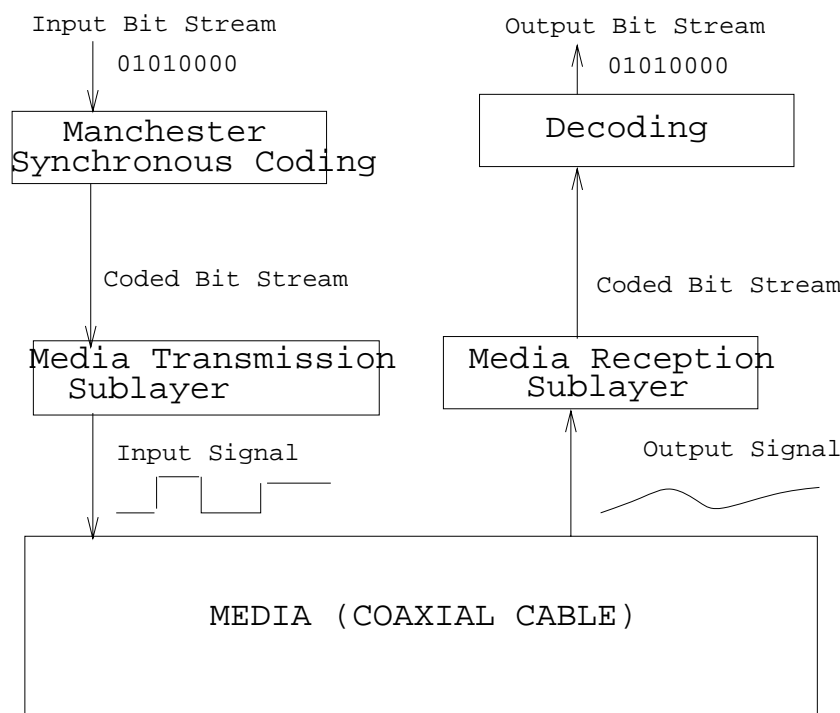 Input Bit Stream
01010000
Manchester
Synchronous Coding
Coded Bit Stream
Media Transmission
Sublayer
Input Signal
Output Bit Stream
01010000
Decoding
Coded Bit Stream
Media Reception
Sublayer
Output Signal
MEDIA (COAXIAL CABLE)